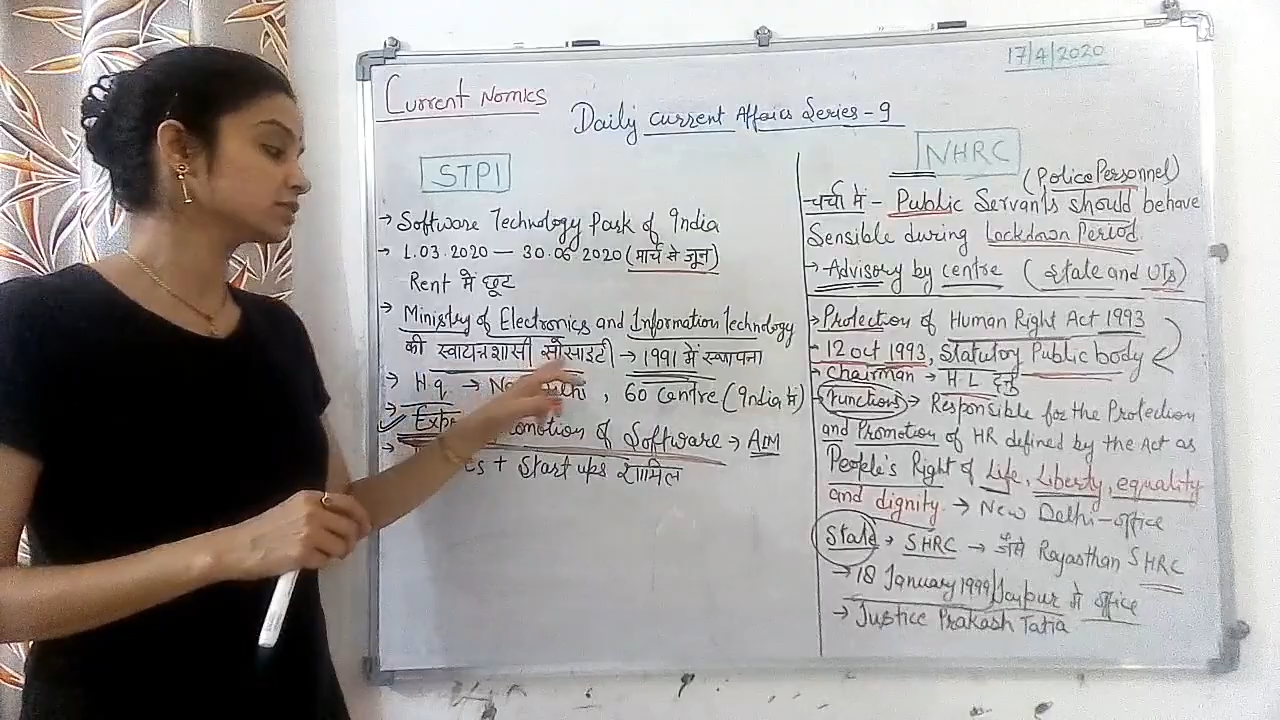 17/4/2020
Current Nomics
Daily Current Affairs Series - 9
STPI
→ Software Technology Park of India
→ 1.03.2020 — 30.06 2020 (मार्च से जून)
Rent में छूट
→ Ministry of Electronics and Information Technology
की स्वायत्तशासी सोसाइटी → 1991 में स्थापना
→ H.q. → New Delhi , 60 Centre (India में)
→ omotion of Software → AIM
→ + Start ups शामिल
NHRC
(Police Personnel)
चर्चा में - Public Servants should behave
Sensible during Lockdown Period
→ Advisory by centre ( State and UTs)
→ Protection of Human Right Act 1993
→ 12 oct 1993, Statutory Public body
→ Chairman → H.L दत्तु
→ Functions → Responsible for the Protection
and Promotion of HR defined by the Act as
People's Right of Life, Liberty, equality
and dignity. → New Delhi - office
State → SHRC → जैसे Rajasthan SHRC
→ 18 January 1999 Jaipur में office
→ Justice Prakash Tatia